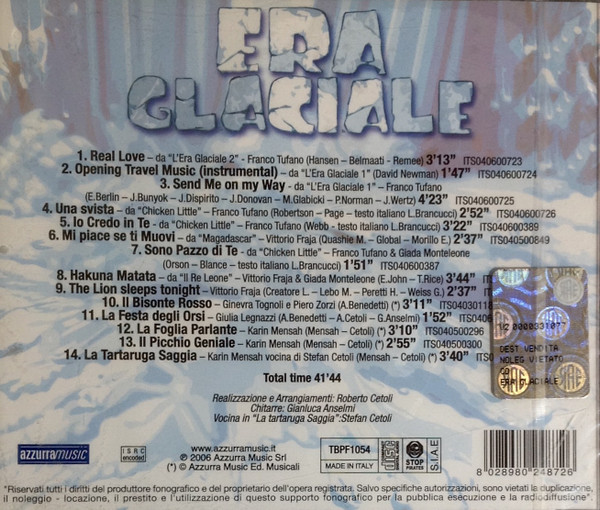 ERA
GLACIALE
1. Real Love – da "L'Era Glaciale 2" - Franco Tufano (Hansen – Belmaati - Remee) 3'13" ITS040600723
2. Opening Travel Music (instrumental) – da "L'Era Glaciale 1" (David Newman) 1'47" ITS040600724
3. Send Me on my Way - da "L'Era Glaciale 1" – Franco Tufano
(E.Berlin – J.Bunyok - J.Dispirito - J.Donovan - M.Glabicki - P.Norman - J.Wertz) 4'23" ITS040600725
4. Una svista – da "Chicken Little" – Franco Tufano (Robertson - Page - testo italiano L.Brancucci) 2'52" ITS040600726
5. Io Credo in Te – da "Chicken Little" - Franco Tufano (Webb - testo italiano L.Brancucci) 3'22" ITS040600389
6. Mi piace se ti Muovi – da "Magadascar" – Vittorio Fraja (Quashie M. – Global – Morillo E.) 2'37" ITS040500849
7. Sono Pazzo di Te – da "Chicken Little" – Franco Tufano & Giada Monteleone
(Orson – Blance – testo italiano L.Brancucci) 1'51" ITS040600387
8. Hakuna Matata – da "Il Re Leone" - Vittorio Fraja & Giada Monteleone (E.John – T.Rice) 3'44"
9. The Lion sleeps tonight – Vittorio Fraja (Creatore L. – Lebo M. – Peretti H. – Weiss G.) 2'37"
10. Il Bisonte Rosso – Ginevra Tognoli e Piero Zorzi (A.Benedetti) (*) 3'11"
11. La Festa degli Orsi – Giulia Legnazzi (A.Benedetti – A.Cetoli - G.Anselmi) 1'52"
12. La Foglia Parlante – Karin Mensah (Mensah – Cetoli) (*) 3'10" ITS040500296
13. Il Picchio Geniale – Karin Mensah (Mensah - Cetoli) (*) 2'55" ITS040500300
14. La Tartaruga Saggia – Karin Mensah vocina di Stefan Cetoli (Mensah – Cetoli) (*) 3'40"
Total time 41'44
Realizzazione e Arrangiamenti: Roberto Cetoli
Chitarre: Gianluca Anselmi
Vocina in "La tartaruga Saggia":Stefan Cetoli
DEST VENDITA
NOLEG VIETATO
CD
ERA GLACIALE
azzurramusic
ISRC
encoded
www.azzurramusic.it
℗ 2006 Azzurra Music Srl
(*) © Azzurra Music Ed. Musicali
TBPF1054
MADE IN ITALY
STOP
PIRATES
S.I.A.E
8 028980 248726
"Riservati tutti i diritti del produttore fonografico e del proprietario dell'opera registrata. Salvo specifiche autorizzazioni, sono vietati la duplicazione,
il noleggio - locazione, il prestito e l'utilizzazione di questo supporto fonografico per la pubblica esecuzione e la radiodiffusione".